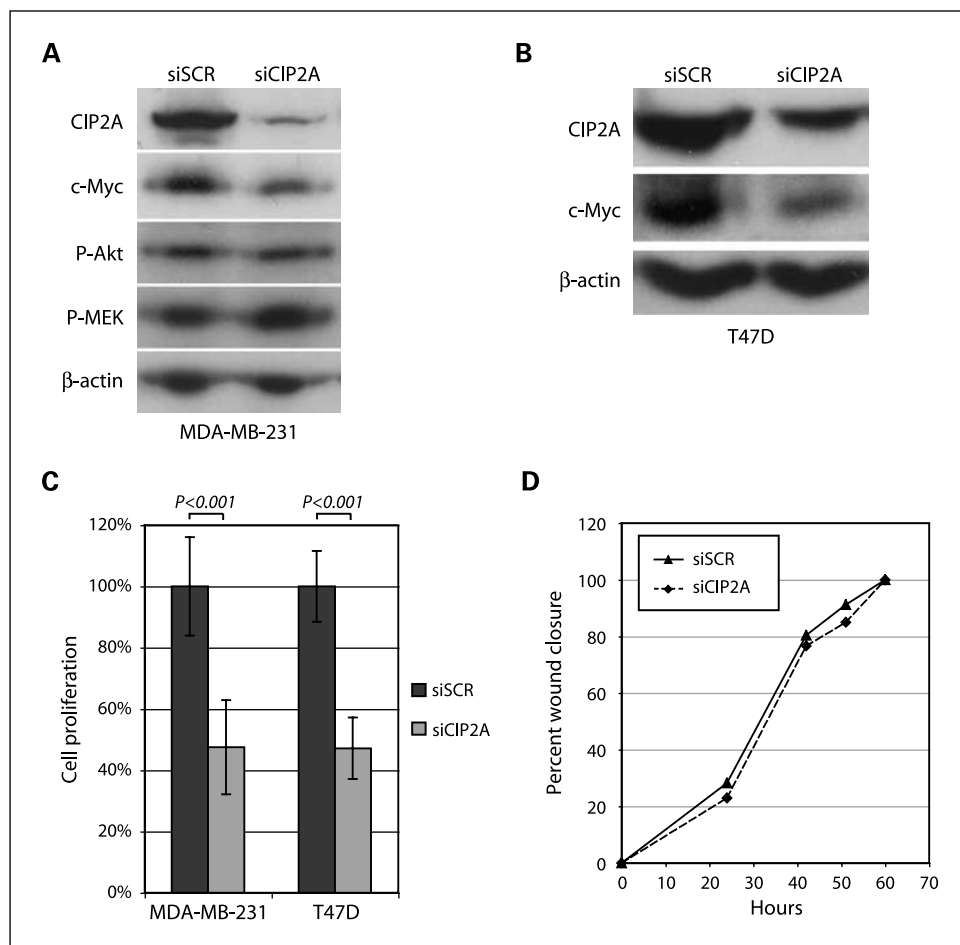 A
siSCR siCIP2A
CIP2A
c-Myc
P-Akt
P-MEK
β-actin
MDA-MB-231
B
siSCR siCIP2A
CIP2A
c-Myc
β-actin
T47D
C
P<0.001 P<0.001
120%
100%
80%
60%
40%
20%
0%
Cell proliferation
MDA-MB-231 T47D
siSCR
siCIP2A
D
120
100
80
60
40
20
0
Percent wound closure
siSCR
siCIP2A
0 10 20 30 40 50 60 70
Hours